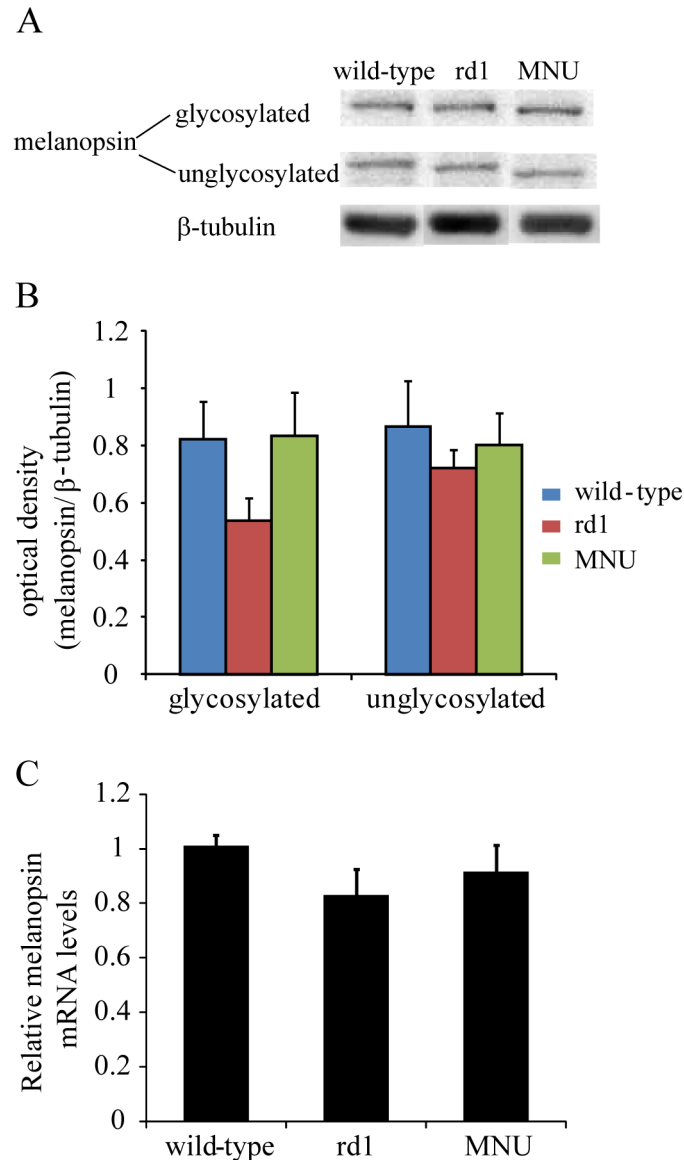 A
wild-type rd1 MNU
glycosylated
melanopsin
unglycosylated
β-tubulin
B
optical density
(melanopsin/β-tubulin)
1.2
1
0.8
0.6
0.4
0.2
0
glycosylated unglycosylated
wild-type
rd1
MNU
C
Relative melanopsin
mRNA levels
1.2
1
0.8
0.6
0.4
0.2
0
wild-type rd1 MNU